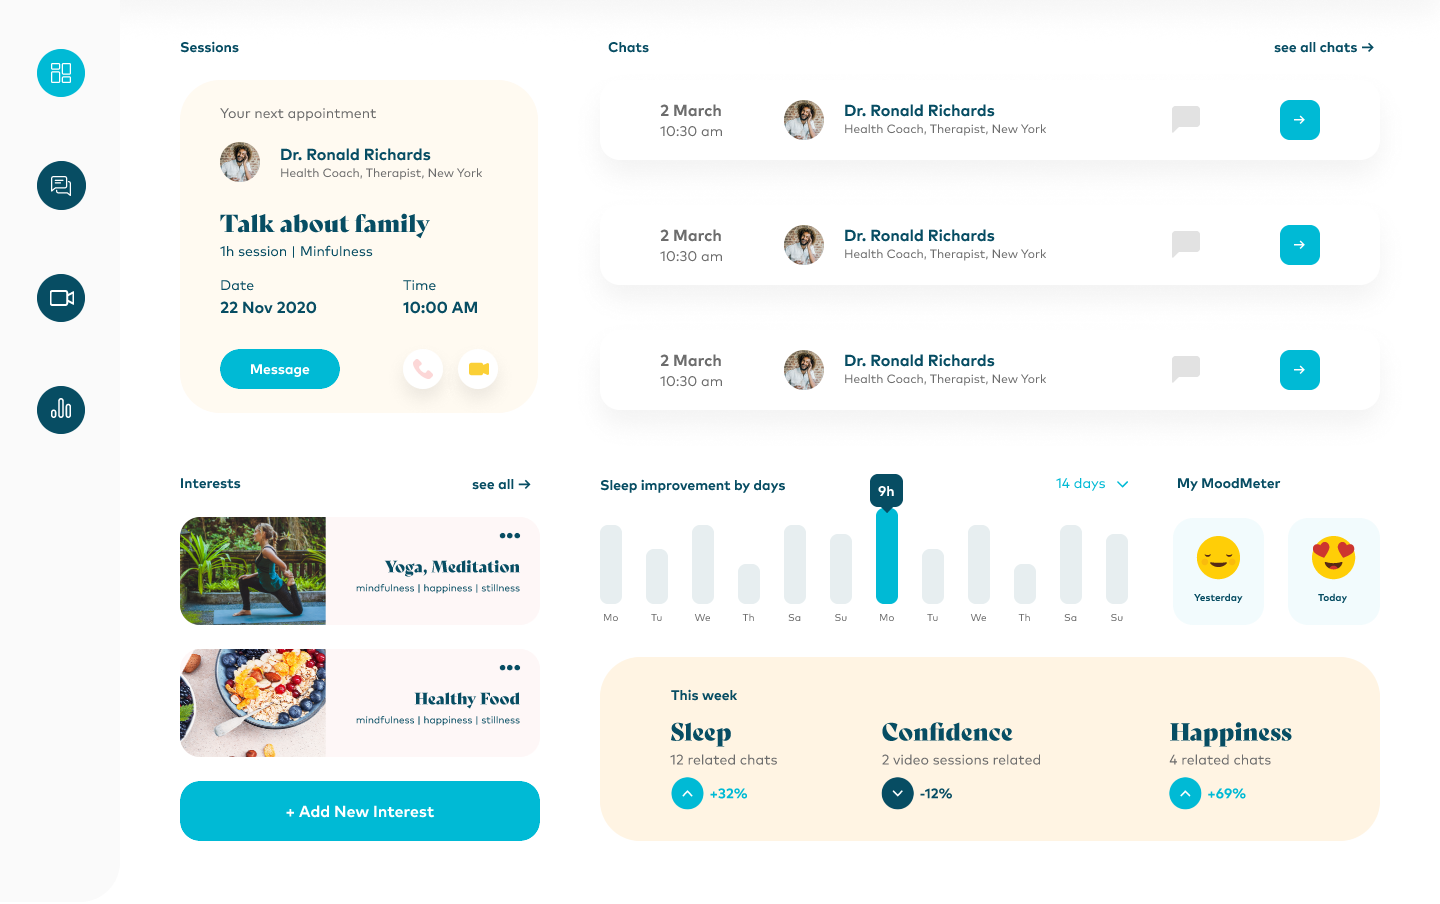 Sessions
Your next appointment
Dr. Ronald Richards
Health Coach, Therapist, New York
Talk about family
1h session | Minfulness
Date
Time
22 Nov 2020
10:00 AM
Message
Chats
see all chats →
2 March
10:30 am
Dr. Ronald Richards
Health Coach, Therapist, New York
2 March
10:30 am
Dr. Ronald Richards
Health Coach, Therapist, New York
2 March
10:30 am
Dr. Ronald Richards
Health Coach, Therapist, New York
Interests
see all →
Yoga, Meditation
mindfulness | happiness | stillness
Healthy Food
mindfulness | happiness | stillness
+ Add New Interest
Sleep improvement by days
9h
14 days
Mo Tu We Th Sa Su Mo Tu We Th Sa Su
My MoodMeter
Yesterday
Today
This week
Sleep
12 related chats
+32%
Confidence
2 video sessions related
-12%
Happiness
4 related chats
+69%